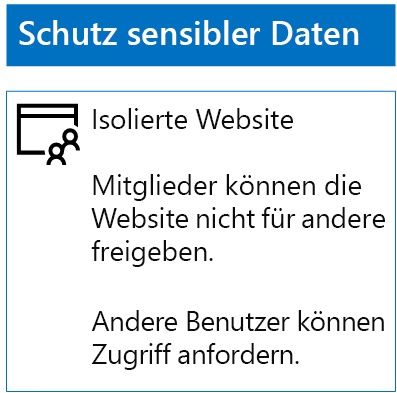 Schutz sensibler Daten
Isolierte Website
Mitglieder können die
Website nicht für andere
freigeben.
Andere Benutzer können
Zugriff anfordern.